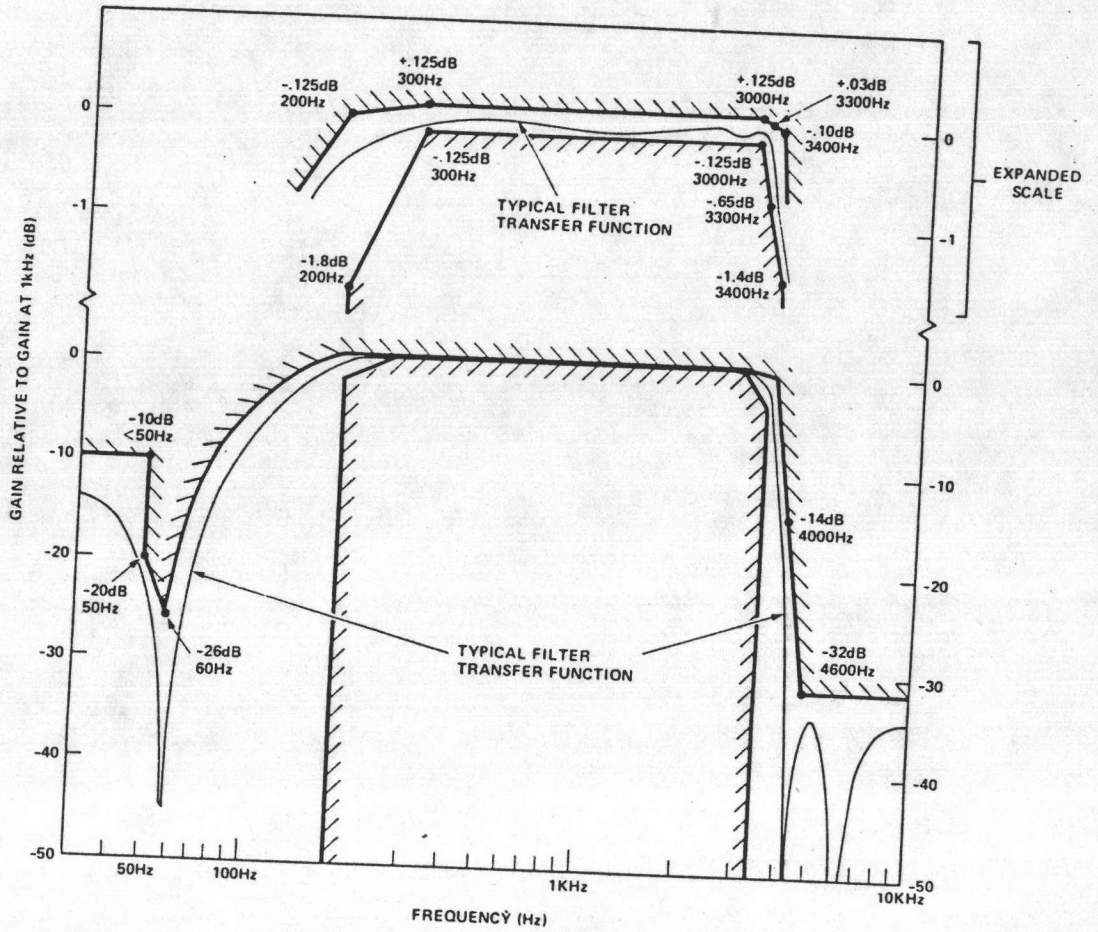 +.125dB
300Hz
-.125dB
200Hz
+.125dB
3000Hz
+.03dB
3300Hz
-.10dB
3400Hz
0
0
-.125dB
300Hz
-.125dB
3000Hz
EXPANDED
SCALE
TYPICAL FILTER
TRANSFER FUNCTION
-.65dB
3300Hz
-1
-1
-1.8dB
200Hz
-1.4dB
3400Hz
GAIN RELATIVE TO GAIN AT 1kHz (dB)
0
0
-10dB
<50Hz
-10
-10
-14dB
4000Hz
-20
-20
-20dB
50Hz
-26dB
60Hz
TYPICAL FILTER
TRANSFER FUNCTION
-32dB
4600Hz
-30
-30
-40
-40
-50
-50
50Hz
100Hz
1KHz
10KHz
FREQUENCY (Hz)